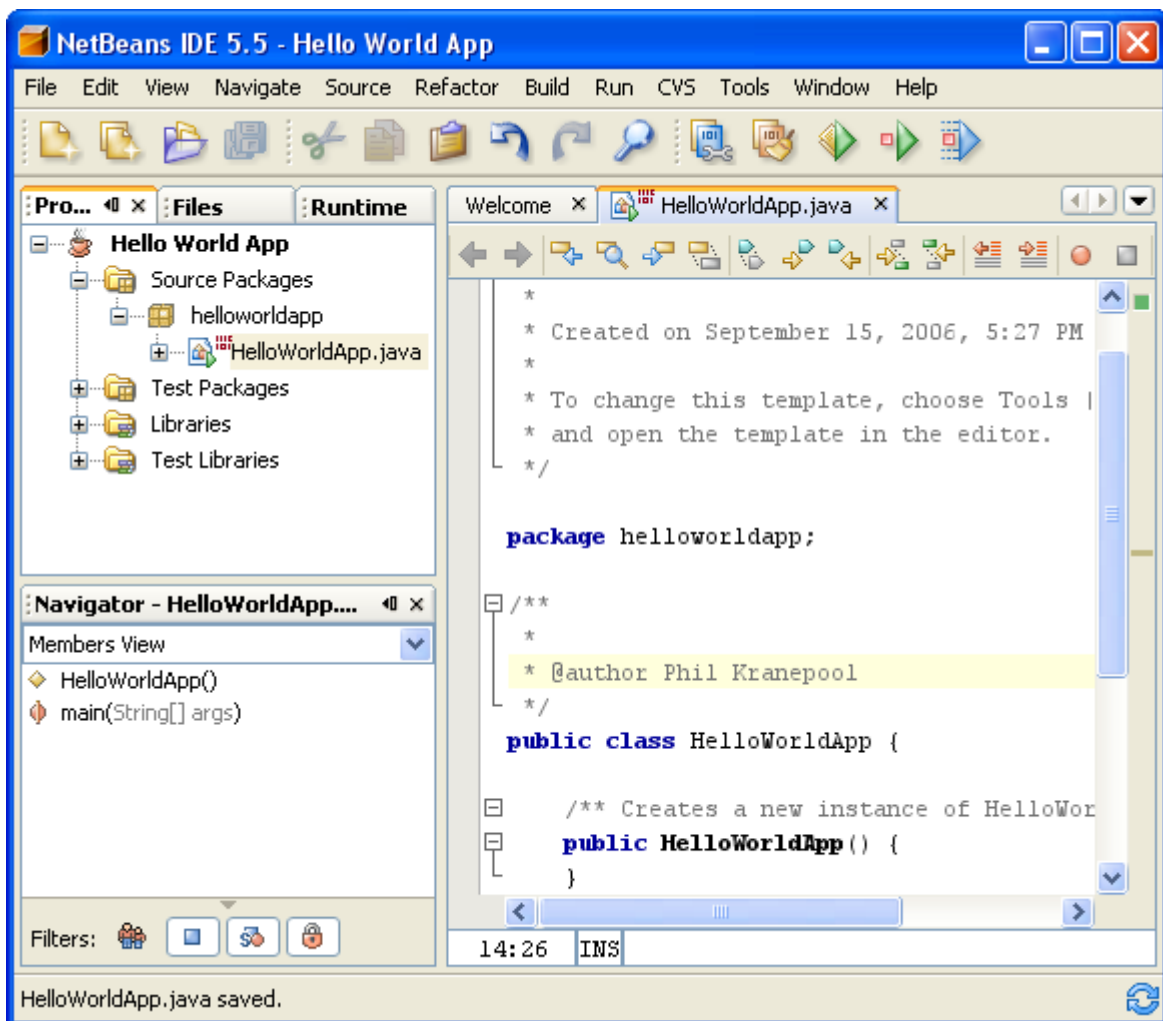 NetBeans IDE 5.5 - Hello World App
File Edit View Navigate Source Refactor Build Run CVS Tools Window Help
Pro... Files Runtime
Hello World App
Source Packages
helloworldapp
HelloWorldApp.java
Test Packages
Libraries
Test Libraries
Navigator - HelloWorldApp....
Members View
HelloWorldApp()
main(String[] args)
Filters:
Welcome HelloWorldApp.java
*
* Created on September 15, 2006, 5:27 PM
*
* To change this template, choose Tools |
* and open the template in the editor.
*/
package helloworldapp;
/**
*
* @author Phil Kranepool
*/
public class HelloWorldApp {
/** Creates a new instance of HelloWor
public HelloWorldApp() {
}
14:26 INS
HelloWorldApp.java saved.